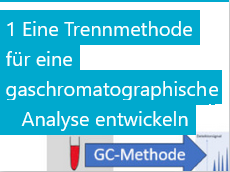 1 Eine Trennmethode
für eine
gaschromatographische
Analyse entwickeln
GC-Methode